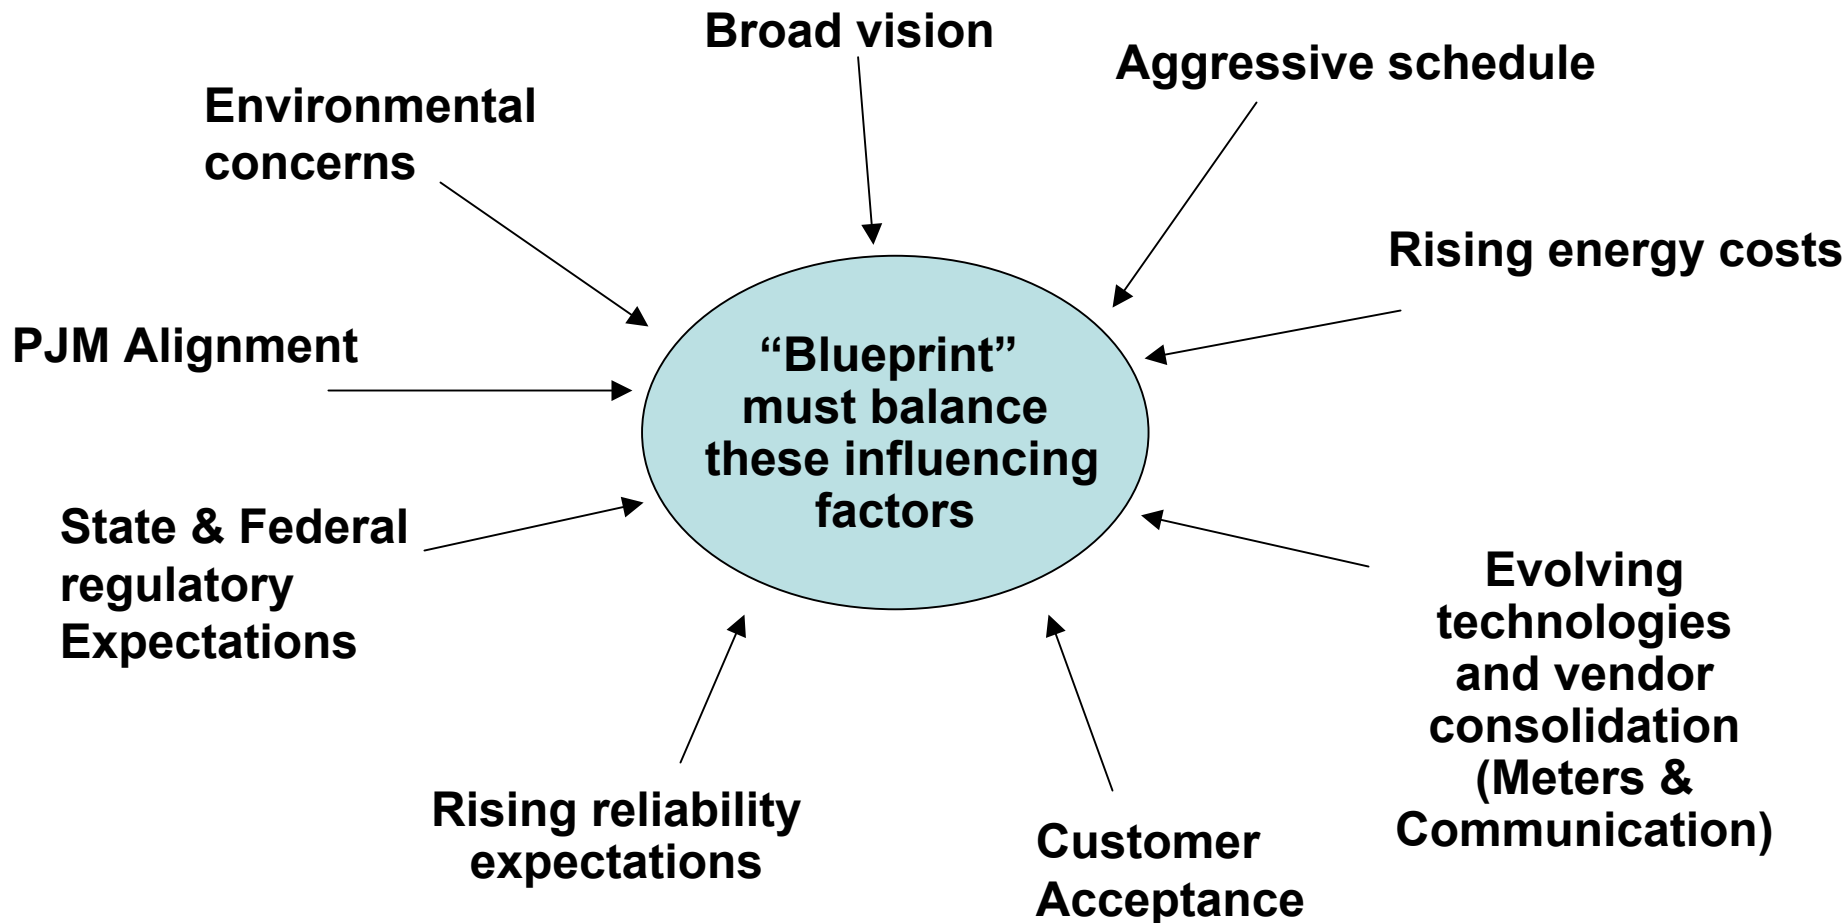 Broad vision
Aggressive schedule
Environmental
concerns
Rising energy costs
PJM Alignment
“Blueprint”
must balance
these influencing
factors
State & Federal
regulatory
Expectations
Evolving
technologies
and vendor
consolidation
(Meters &
Communication)
Rising reliability
expectations
Customer
Acceptance